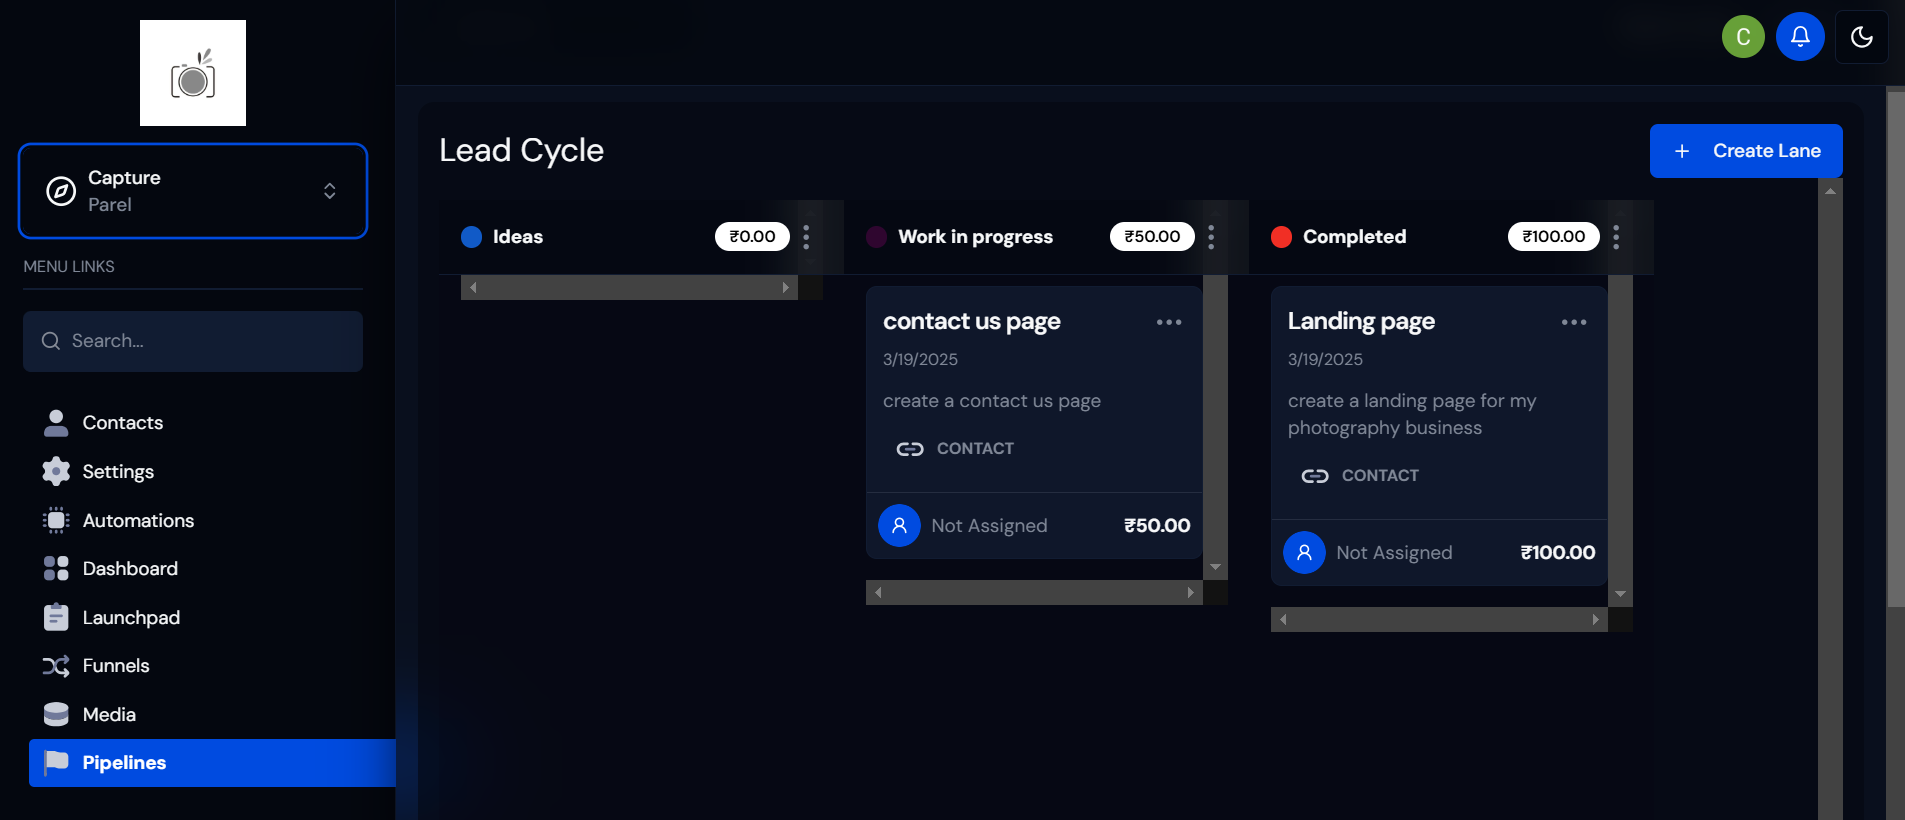 Capture
Parel
MENU LINKS
Search...
Contacts
Settings
Automations
Dashboard
Launchpad
Funnels
Media
Pipelines
C
Lead Cycle
+ Create Lane
Ideas ₹0.00
Work in progress ₹50.00
Completed ₹100.00
contact us page
3/19/2025
create a contact us page
CONTACT
Not Assigned ₹50.00
Landing page
3/19/2025
create a landing page for my
photography business
CONTACT
Not Assigned ₹100.00